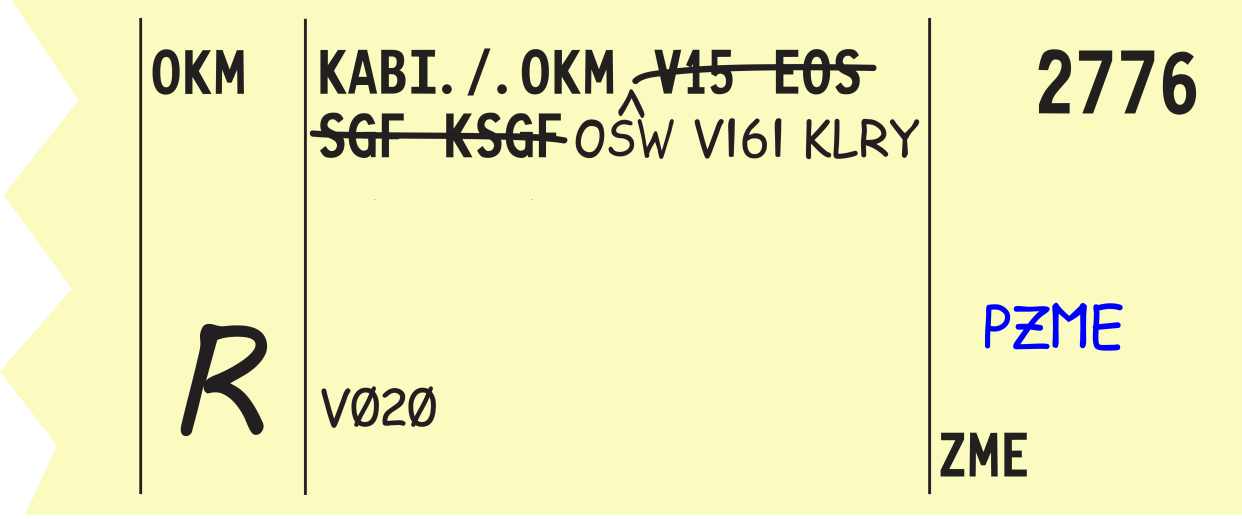 OKM KABI./.OKM V15 EOS 2776
SGF KSGF OSW V161 KLRY
PZME
R VØ2Ø
ZME